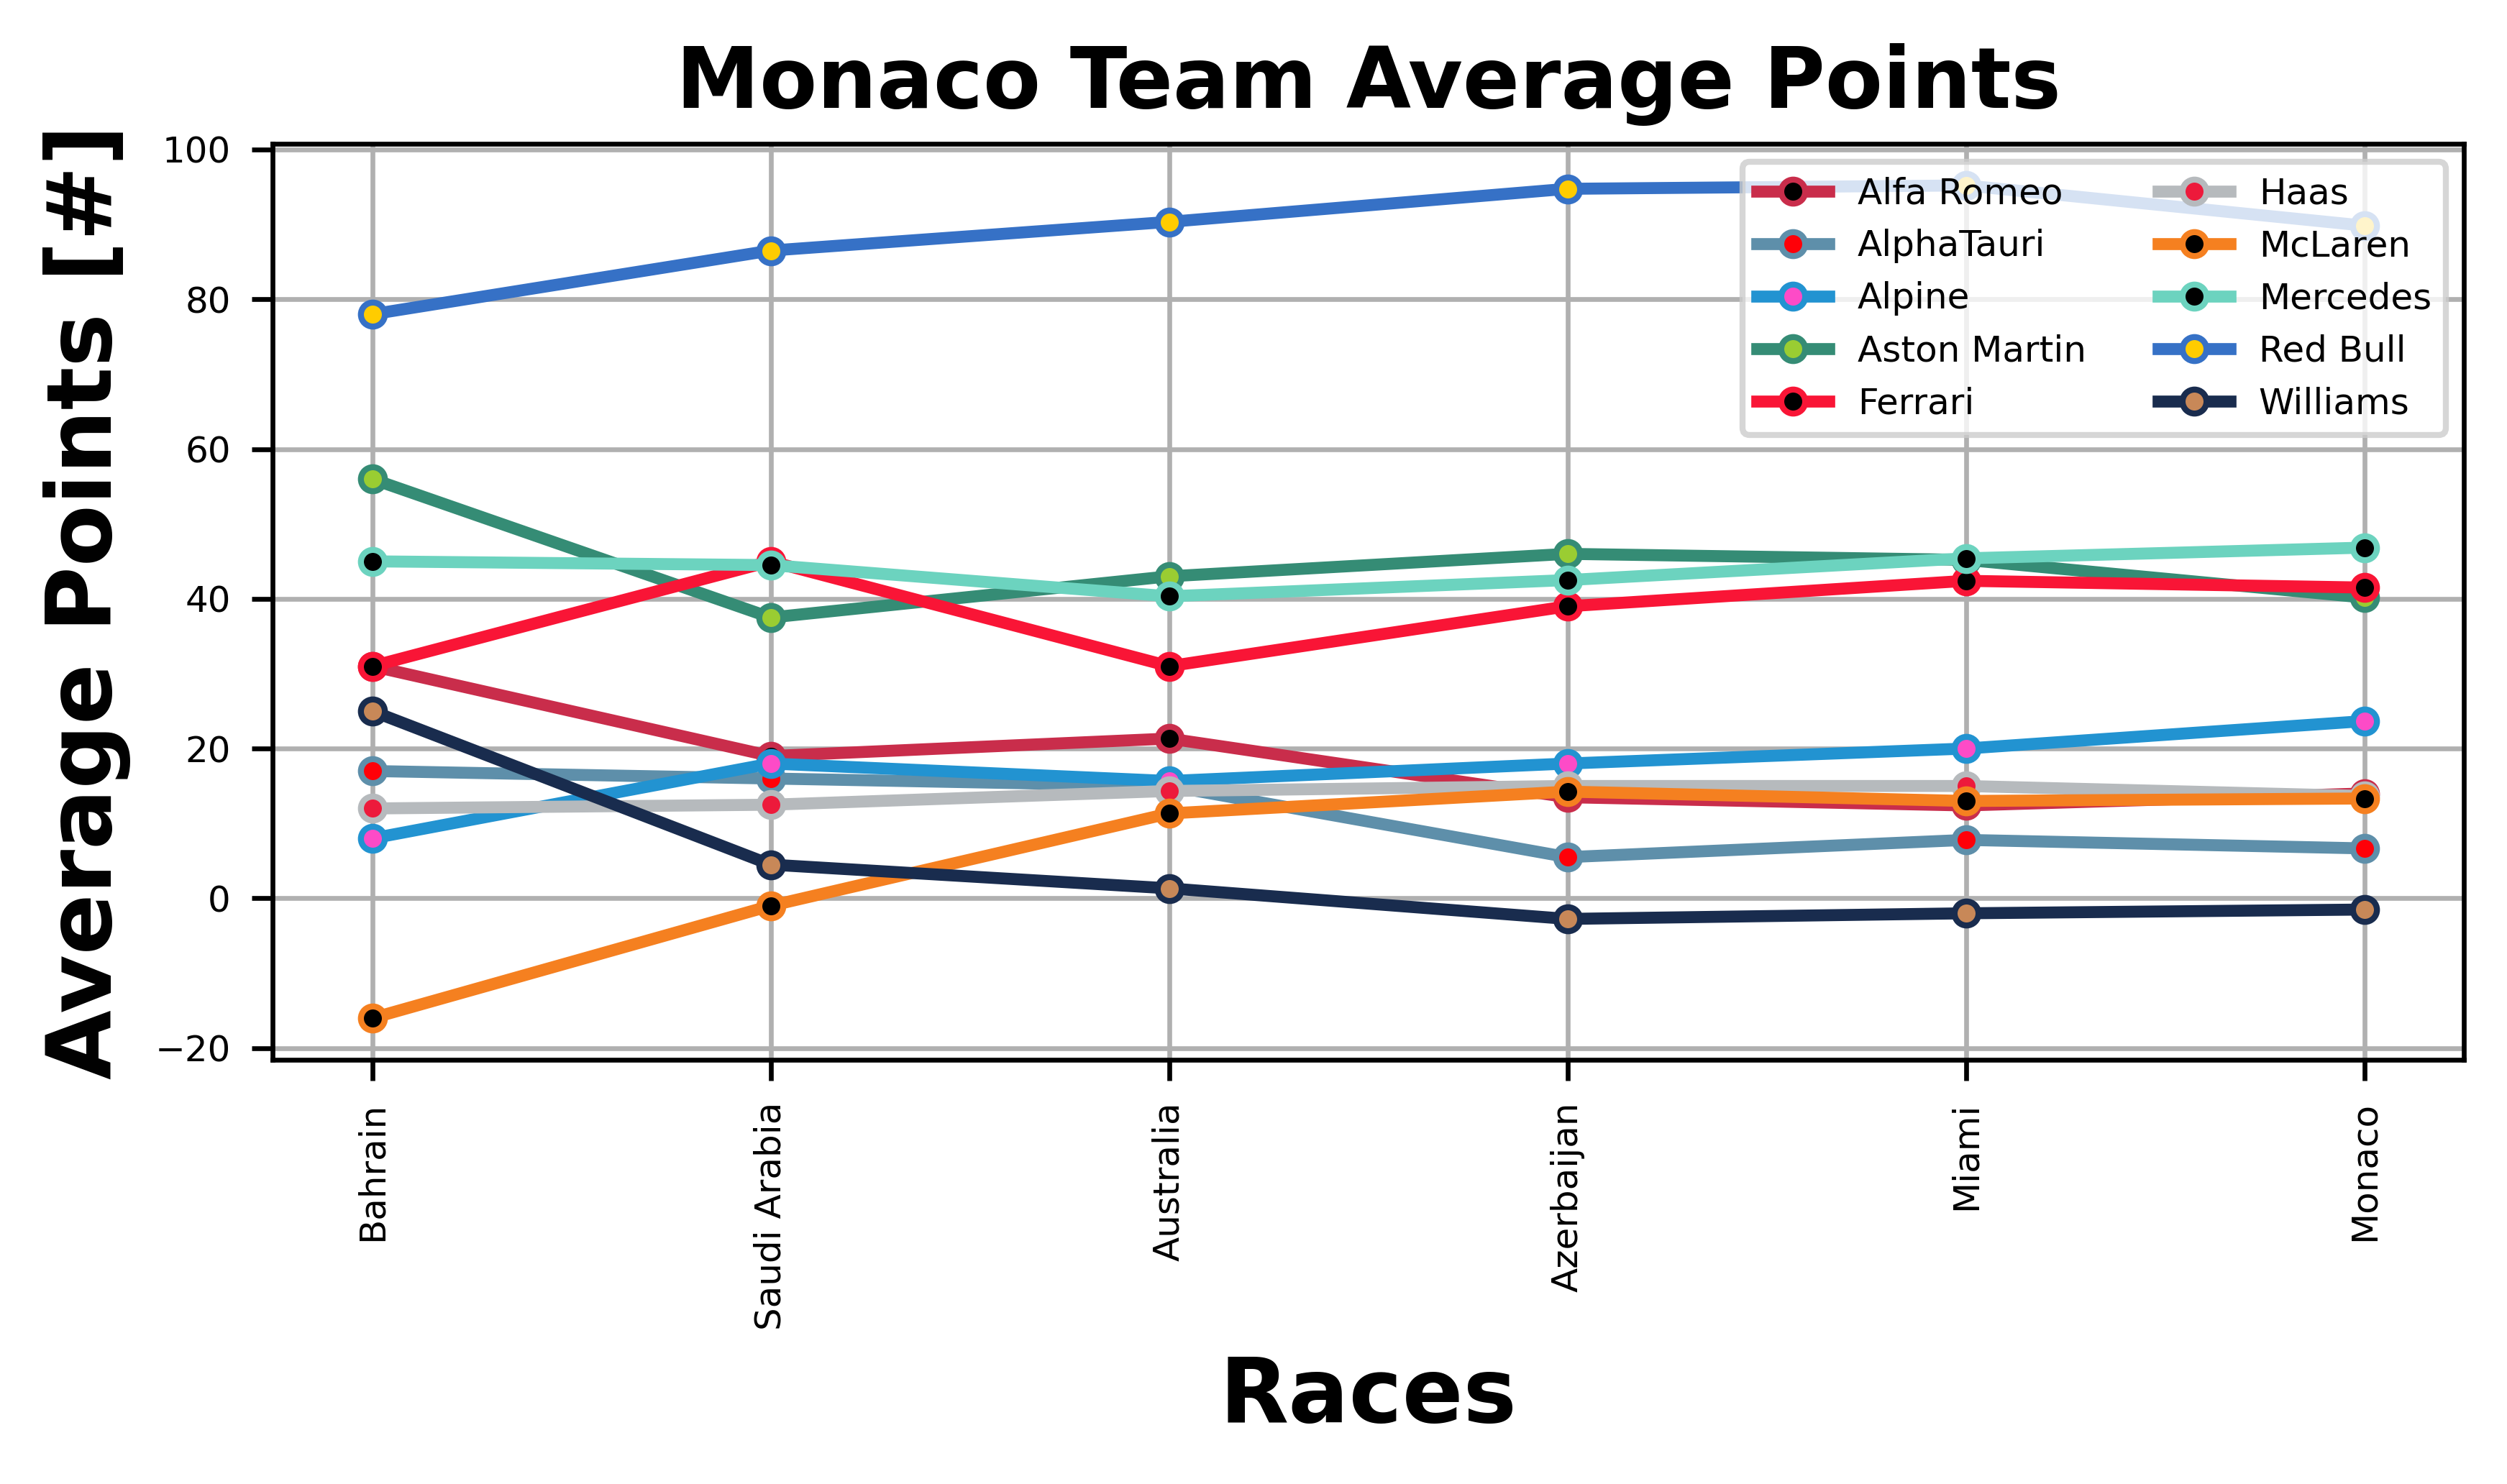 Monaco Team Average Points
Average Points [#]
100
80
60
40
20
0
−20
Alfa Romeo
AlphaTauri
Alpine
Aston Martin
Ferrari
Haas
McLaren
Mercedes
Red Bull
Williams
Bahrain
Saudi Arabia
Australia
Azerbaijan
Miami
Monaco
Races